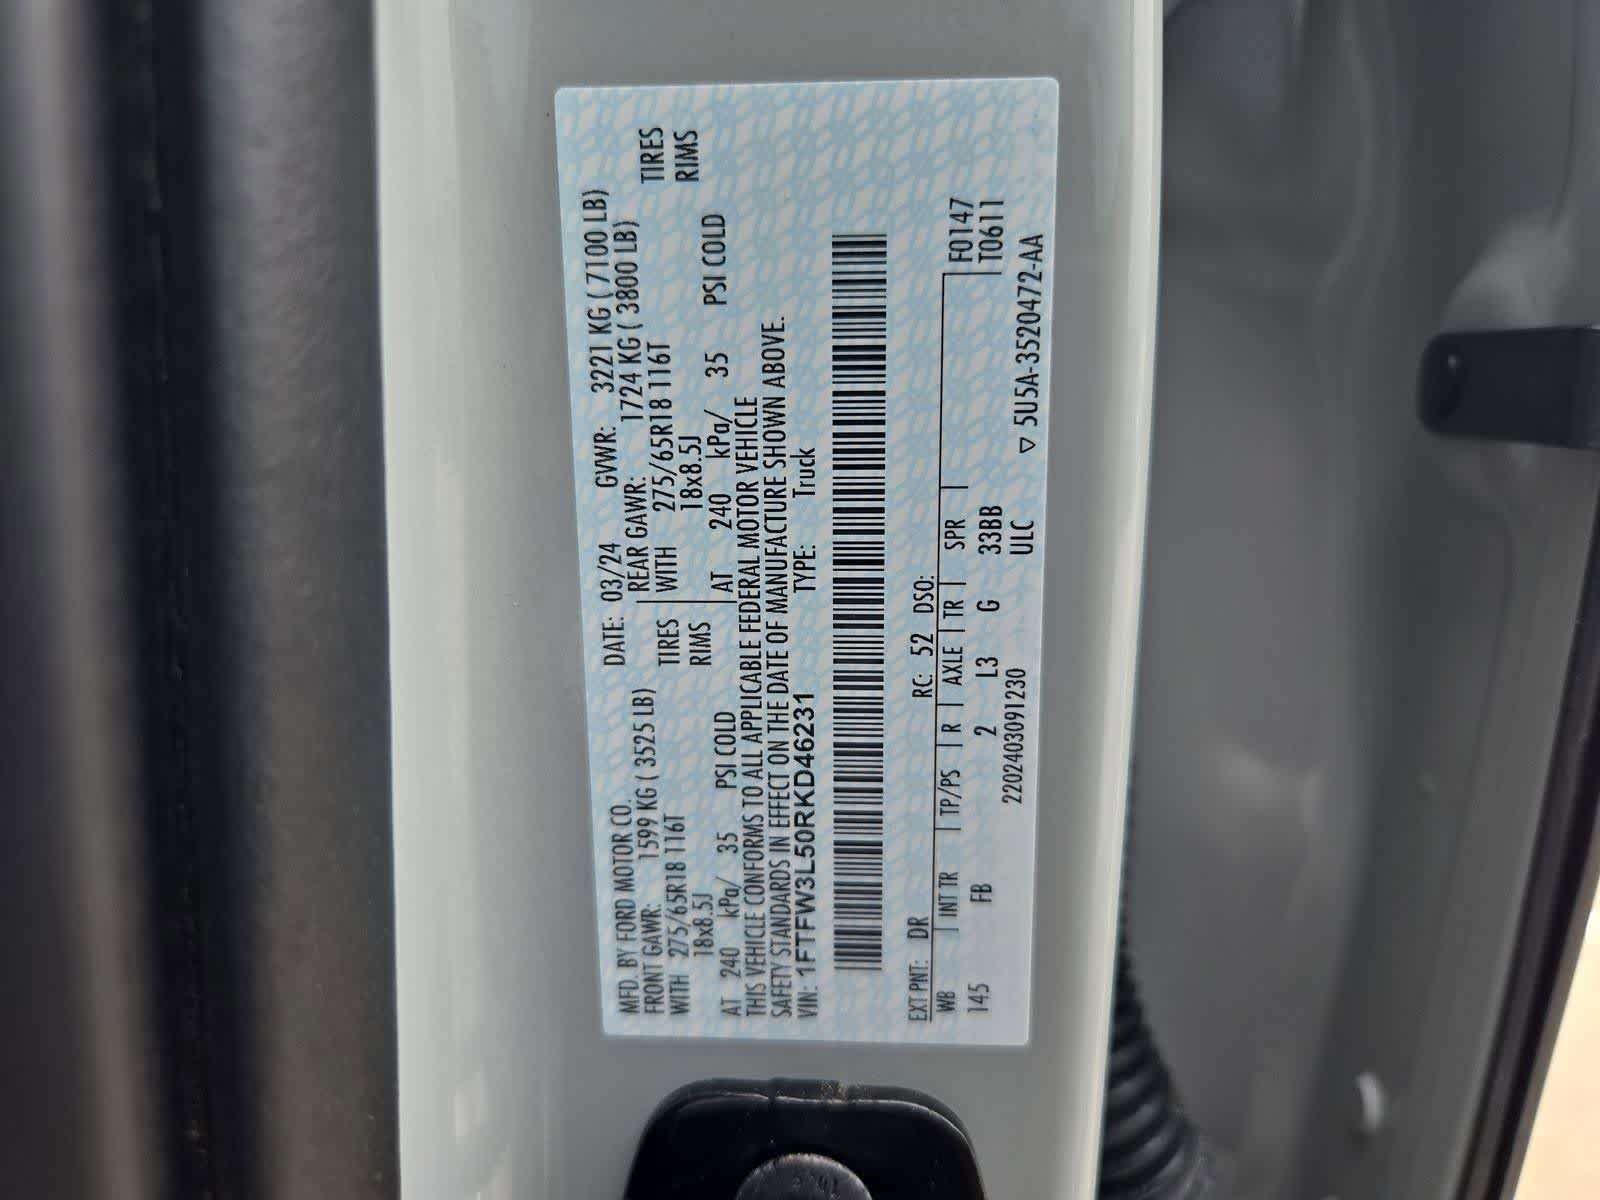 MFD. BY FORD MOTOR CO. DATE: 03/24 GVWR: 3221 KG ( 7100 LB)
FRONT GAWR: 1599 KG ( 3525 LB) REAR GAWR: 1724 KG ( 3800 LB)
WITH 275/65R18 116T TIRES WITH 275/65R18 116T TIRES
18x8.5J RIMS 18x8.5J RIMS
AT 240 kPa/ 35 PSI COLD AT 240 kPa/ 35 PSI COLD
THIS VEHICLE CONFORMS TO ALL APPLICABLE FEDERAL MOTOR VEHICLE
SAFETY STANDARDS IN EFFECT ON THE DATE OF MANUFACTURE SHOWN ABOVE.
VIN: 1FTFW3L50RKD46231 TYPE: Truck
EXT PNT: DR RC: 52 DSO:
WB INT TR TP/PS R AXLE TR SPR F0147
145 FB 2 L3 G 33BB T0611
2202403091230 ULC ▽ 5U5A-3520472-AA